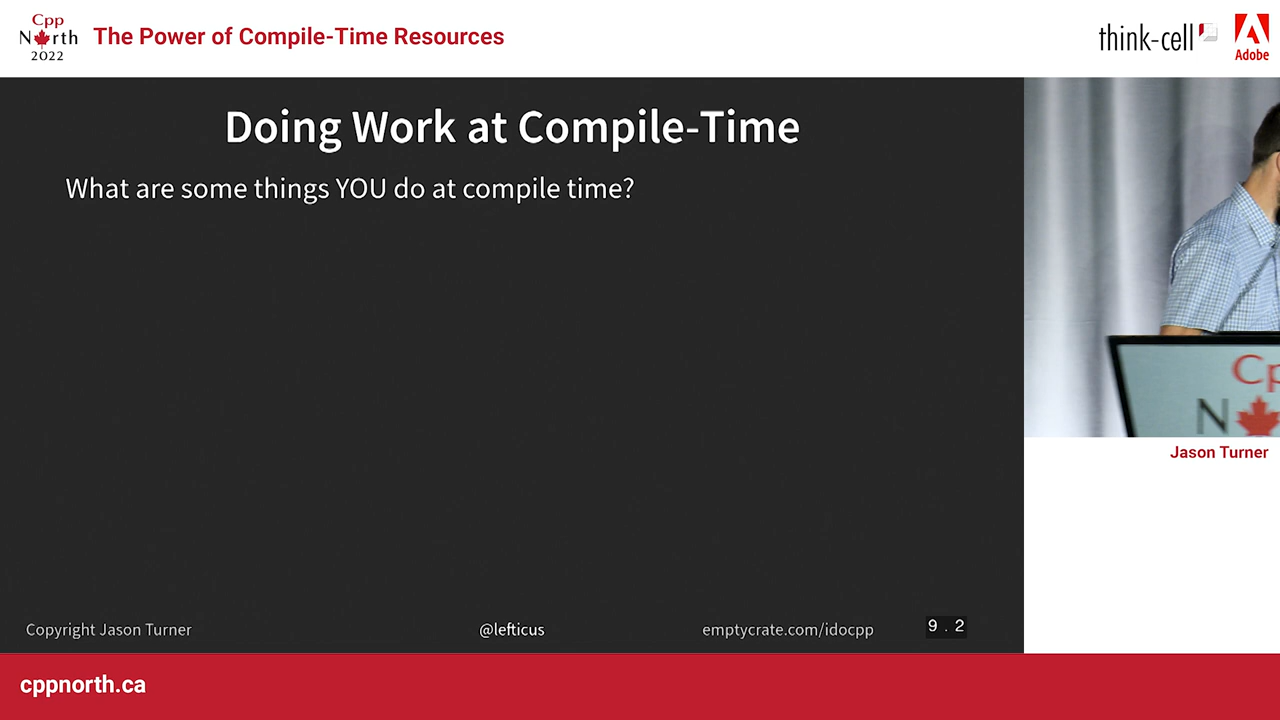 Cpp
North
2022
The Power of Compile-Time Resources
think-cell
Adobe
Doing Work at Compile-Time
What are some things YOU do at compile time?
Cp
N
Jason Turner
Copyright Jason Turner
@lefticus
emptycrate.com/idocpp
9 . 2
cppnorth.ca